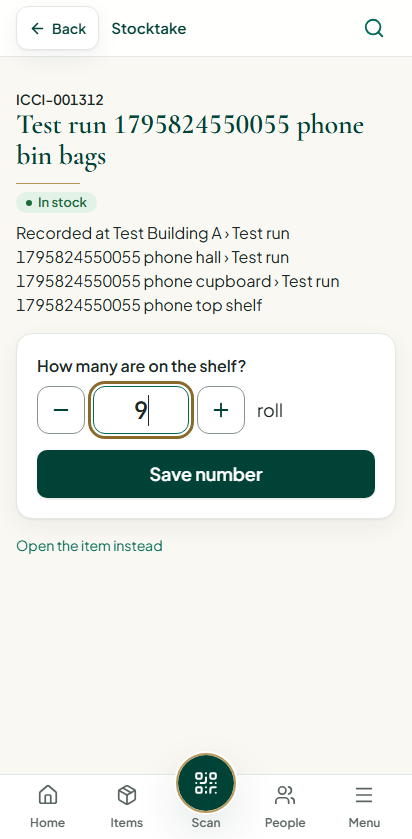 Back
Stocktake
ICCI-001312
Test run 1795824550055 phone
bin bags
In stock
Recorded at Test Building A › Test run
1795824550055 phone hall › Test run
1795824550055 phone cupboard › Test run
1795824550055 phone top shelf
How many are on the shelf?
9
roll
Save number
Open the item instead
Home
Items
Scan
People
Menu